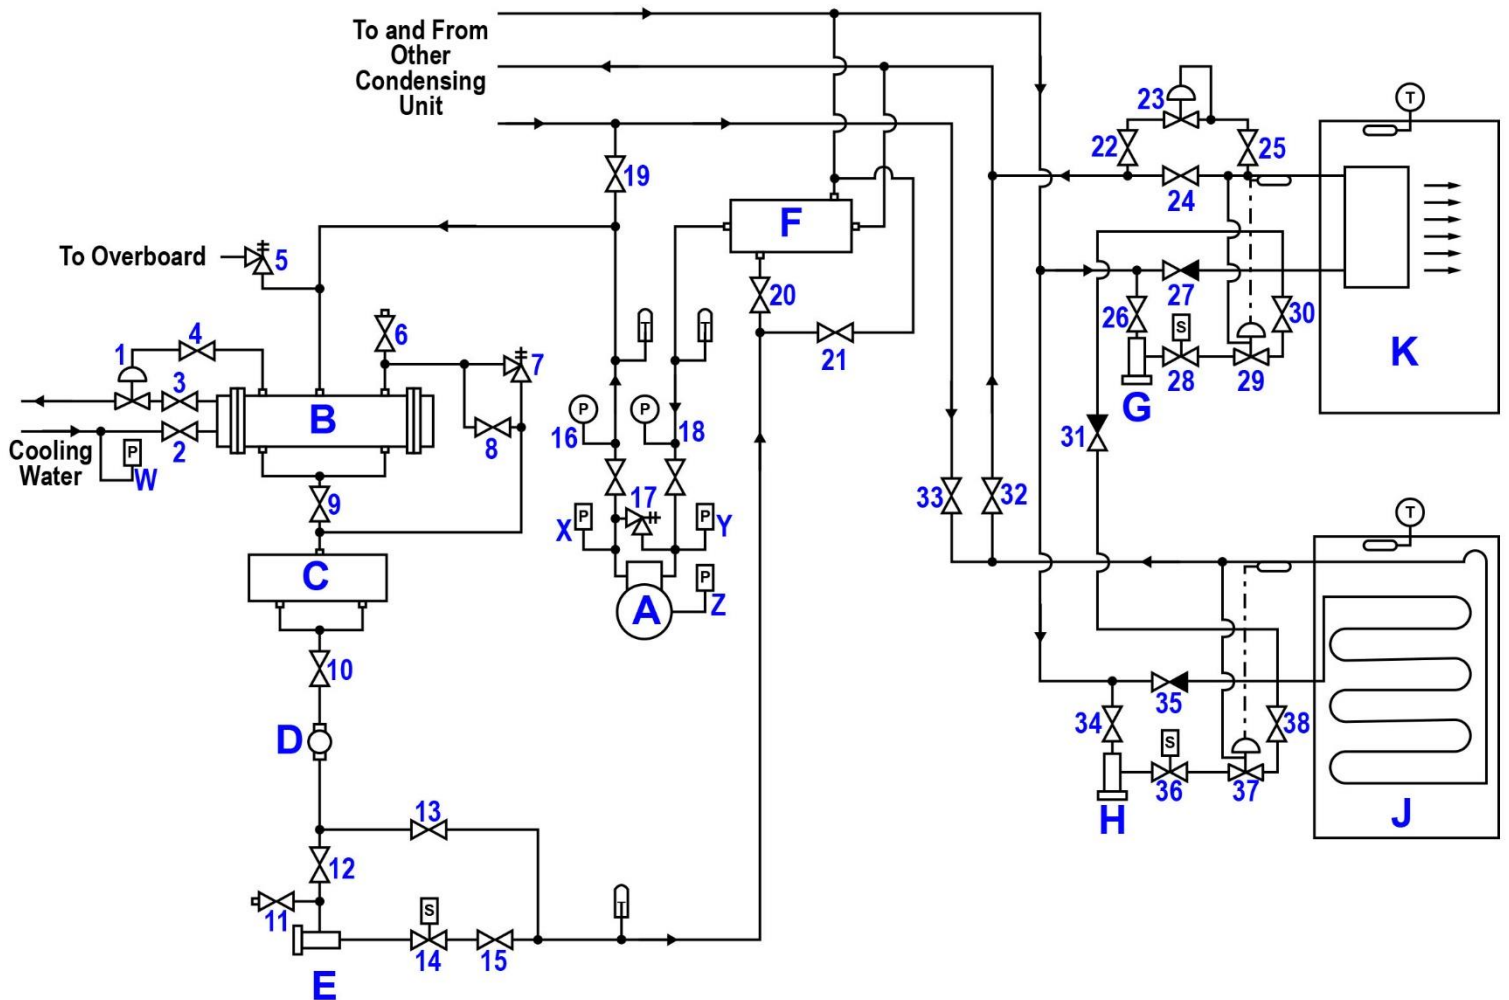 To and From
Other
Condensing
Unit
23
T
22
25
19
24
F
To Overboard
5
K
20
27
26
30
4
6
T
T
S
1
21
7
3
28
29
G
B
P
P
2
8
16
18
31
Cooling
Water
P
W
9
17
33
32
X
P
P
Y
T
C
P
A
Z
10
35
34
38
D
S
36
37
13
H
J
12
T
11
S
14
15
E